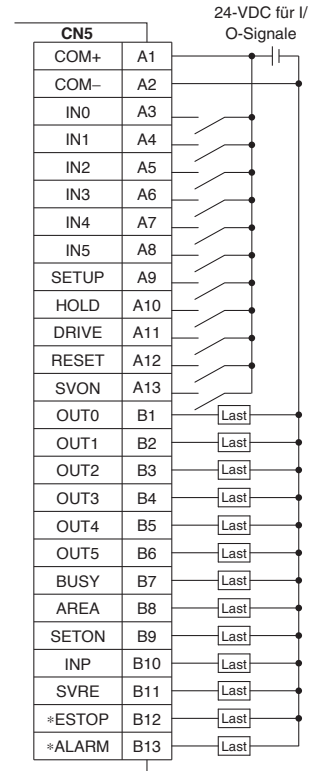 24-VDC für I/
O-Signale
CN5
COM+ A1
COM– A2
IN0 A3
IN1 A4
IN2 A5
IN3 A6
IN4 A7
IN5 A8
SETUP A9
HOLD A10
DRIVE A11
RESET A12
SVON A13
OUT0 B1 Last
OUT1 B2 Last
OUT2 B3 Last
OUT3 B4 Last
OUT4 B5 Last
OUT5 B6 Last
BUSY B7 Last
AREA B8 Last
SETON B9 Last
INP B10 Last
SVRE B11 Last
∗ESTOP B12 Last
∗ALARM B13 Last